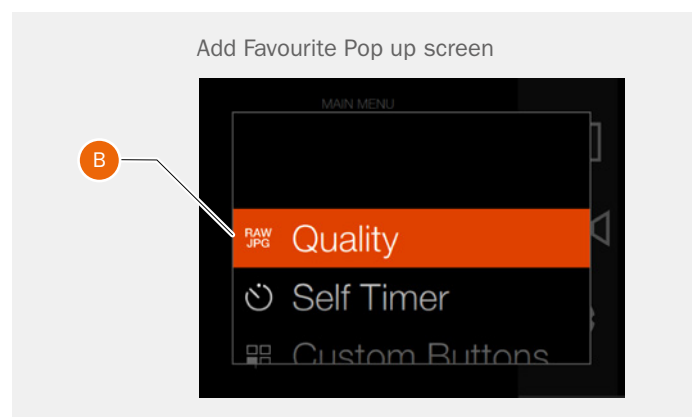 Add Favourite Pop up screen
MAIN MENU
B
RAW
JPG
Quality
Self Timer
Custom Buttons